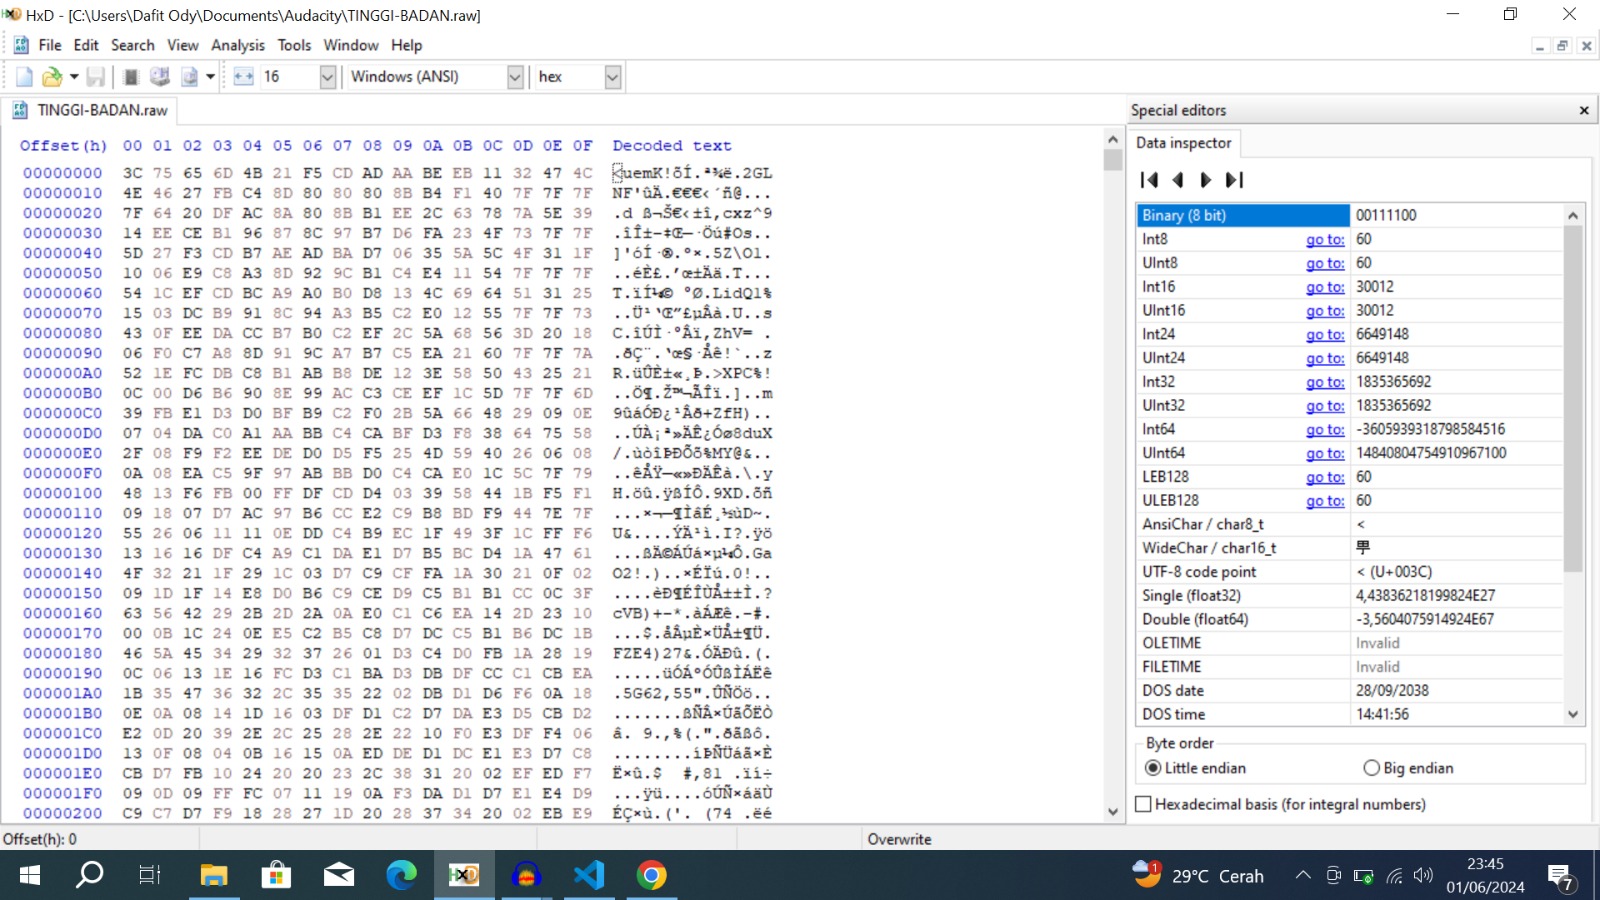 HxD - [C:\Users\Dafit Ody\Documents\Audacity\TINGGI-BADAN.raw]
File Edit Search View Analysis Tools Window Help
16 Windows (ANSI) hex
TINGGI-BADAN.raw
Offset(h) 00 01 02 03 04 05 06 07 08 09 0A 0B 0C 0D 0E 0F Decoded text
00000000 3C 75 65 6D 4B 21 F5 CD AD AA BE EB 11 32 47 4C <uemK!õÍ.ª¾ë.2GL
00000010 4E 46 27 FB C4 8D 80 80 80 8B B4 F1 40 7F 7F 7F NF'ûÄ.€€€‹´ñ@...
00000020 7F 64 20 DF AC 8A 80 8B B1 EE 2C 63 78 7A 5E 39 .d ß¬Š€‹±î,cxz^9
00000030 14 EE CE B1 96 87 8C 97 B7 D6 FA 23 4F 73 7F 7F .îÎ±–‡Œ—·Öú#Os..
00000040 5D 27 F3 CD B7 AE AD BA D7 06 35 5A 5C 4F 31 1F ]'óÍ·®.º×.5Z\O1.
00000050 10 06 E9 C8 A3 8D 92 9C B1 C4 E4 11 54 7F 7F 7F ..éÈ£.’œ±Ää.T...
00000060 54 1C EF CD BC A9 A0 B0 D8 13 4C 69 64 51 31 25 T.ïÍ¼© °Ø.LidQ1%
00000070 15 03 DC B9 91 8C 94 A3 B5 C2 E0 12 55 7F 7F 73 ..Ü¹‘Œ”£µÂà.U..s
00000080 43 0F EE DA CC B7 B0 C2 EF 2C 5A 68 56 3D 20 18 C.îÚÌ·°Âï,ZhV= .
00000090 06 F0 C7 A8 8D 91 9C A7 B7 C5 EA 21 60 7F 7F 7A .ðÇ¨.‘œ§·Åê!`..z
000000A0 52 1E FC DB C8 B1 AB B8 DE 12 3E 58 50 43 25 21 R.üÛÈ±«¸Þ.>XPC%!
000000B0 0C 00 D6 B6 90 8E 99 AC C3 CE EF 1C 5D 7F 7F 6D ..Ö¶.Ž™¬ÃÎï.]..m
000000C0 39 FB E1 D3 D0 BF B9 C2 F0 2B 5A 66 48 29 09 0E 9ûáÓÐ¿¹Âð+ZfH)..
000000D0 07 04 DA C0 A1 AA BB C4 CA BF D3 F8 38 64 75 58 ..ÚÀ¡ª»ÄÊ¿Óø8duX
000000E0 2F 08 F9 F2 EE DE D0 D5 F5 25 4D 59 40 26 06 08 /.ùòîÞÐÕõ%MY@&..
000000F0 0A 08 EA C5 9F 97 AB BB D0 C4 CA E0 1C 5C 7F 79 ..êÅŸ—«»ÐÄÊà.\.y
00000100 48 13 F6 FB 00 FF DF CD D4 03 39 58 44 1B F5 F1 H.öû.ÿßÍÔ.9XD.õñ
00000110 09 18 07 D7 AC 97 B6 CC E2 C9 B8 BD F9 44 7E 7F ...×¬—¶ÌâÉ¸½ùD~.
00000120 55 26 06 11 11 0E DD C4 B9 EC 1F 49 3F 1C FF F6 U&....ÝÄ¹ì.I?.ÿö
00000130 13 16 16 DF C4 A9 C1 DA E1 D7 B5 BC D4 1A 47 61 ...ßÄ©ÁÚá×µ¼Ô.Ga
00000140 4F 32 21 1F 29 1C 03 D7 C9 CF FA 1A 30 21 0F 02 O2!.)..×ÉÏú.0!..
00000150 09 1D 1F 14 E8 D0 B6 C9 CE D9 C5 B1 B1 CC 0C 3F ....èÐ¶ÉÎÙÅ±±Ì.?
00000160 63 56 42 29 2B 2D 2A 0A E0 C1 C6 EA 14 2D 23 10 cVB)+-*.àÁÆê.-#.
00000170 00 0B 1C 24 0E E5 C2 B5 C8 D7 DC C5 B1 B6 DC 1B ...$.åÂµÈ×ÜÅ±¶Ü.
00000180 46 5A 45 34 29 32 37 26 01 D3 C4 D0 FB 1A 28 19 FZE4)27&.ÓÄÐû.(.
00000190 0C 06 13 1E 16 FC D3 C1 BA D3 DB DF CC C1 CB EA .....üÓÁºÓÛßÌÁËê
000001A0 1B 35 47 36 32 2C 35 35 22 02 DB D1 D6 F6 0A 18 .5G62,55".ÛÑÖö..
000001B0 0E 0A 08 14 1D 16 03 DF D1 C2 D7 DA E3 D5 CB D2 .......ßÑÂ×ÚãÕËÒ
000001C0 E2 0D 20 39 2E 2C 25 28 2E 22 10 F0 E3 DF F4 06 â. 9.,%(.".ðãßô.
000001D0 13 0F 08 04 0B 16 15 0A ED DE D1 DC E1 E3 D7 C8 ........íÞÑÜáã×È
000001E0 CB D7 FB 10 24 20 20 23 2C 38 31 20 02 EF ED F7 Ë×û.$  #,81 .ïí÷
000001F0 09 0D 09 FF FC 07 11 19 0A F3 DA D1 D7 E1 E4 D9 ...ÿü....óÚÑ×áäÙ
00000200 C9 C7 D7 F9 18 28 27 1D 20 28 37 34 20 02 EB E9 ÉÇ×ù.('. (74 .ëé
Special editors
Data inspector
Binary (8 bit) 00111100
Int8 go to: 60
UInt8 go to: 60
Int16 go to: 30012
UInt16 go to: 30012
Int24 go to: 6649148
UInt24 go to: 6649148
Int32 go to: 1835365692
UInt32 go to: 1835365692
Int64 go to: -3605939318798584516
UInt64 go to: 14840804754910967100
LEB128 go to: 60
ULEB128 go to: 60
AnsiChar / char8_t <
WideChar / char16_t 甼
UTF-8 code point < (U+003C)
Single (float32) 4,43836218199824E27
Double (float64) -3,5604075914924E67
OLETIME Invalid
FILETIME Invalid
DOS date 28/09/2038
DOS time 14:41:56
Byte order
Little endian Big endian
Hexadecimal basis (for integral numbers)
Offset(h): 0 Overwrite
29°C Cerah
23:45
01/06/2024